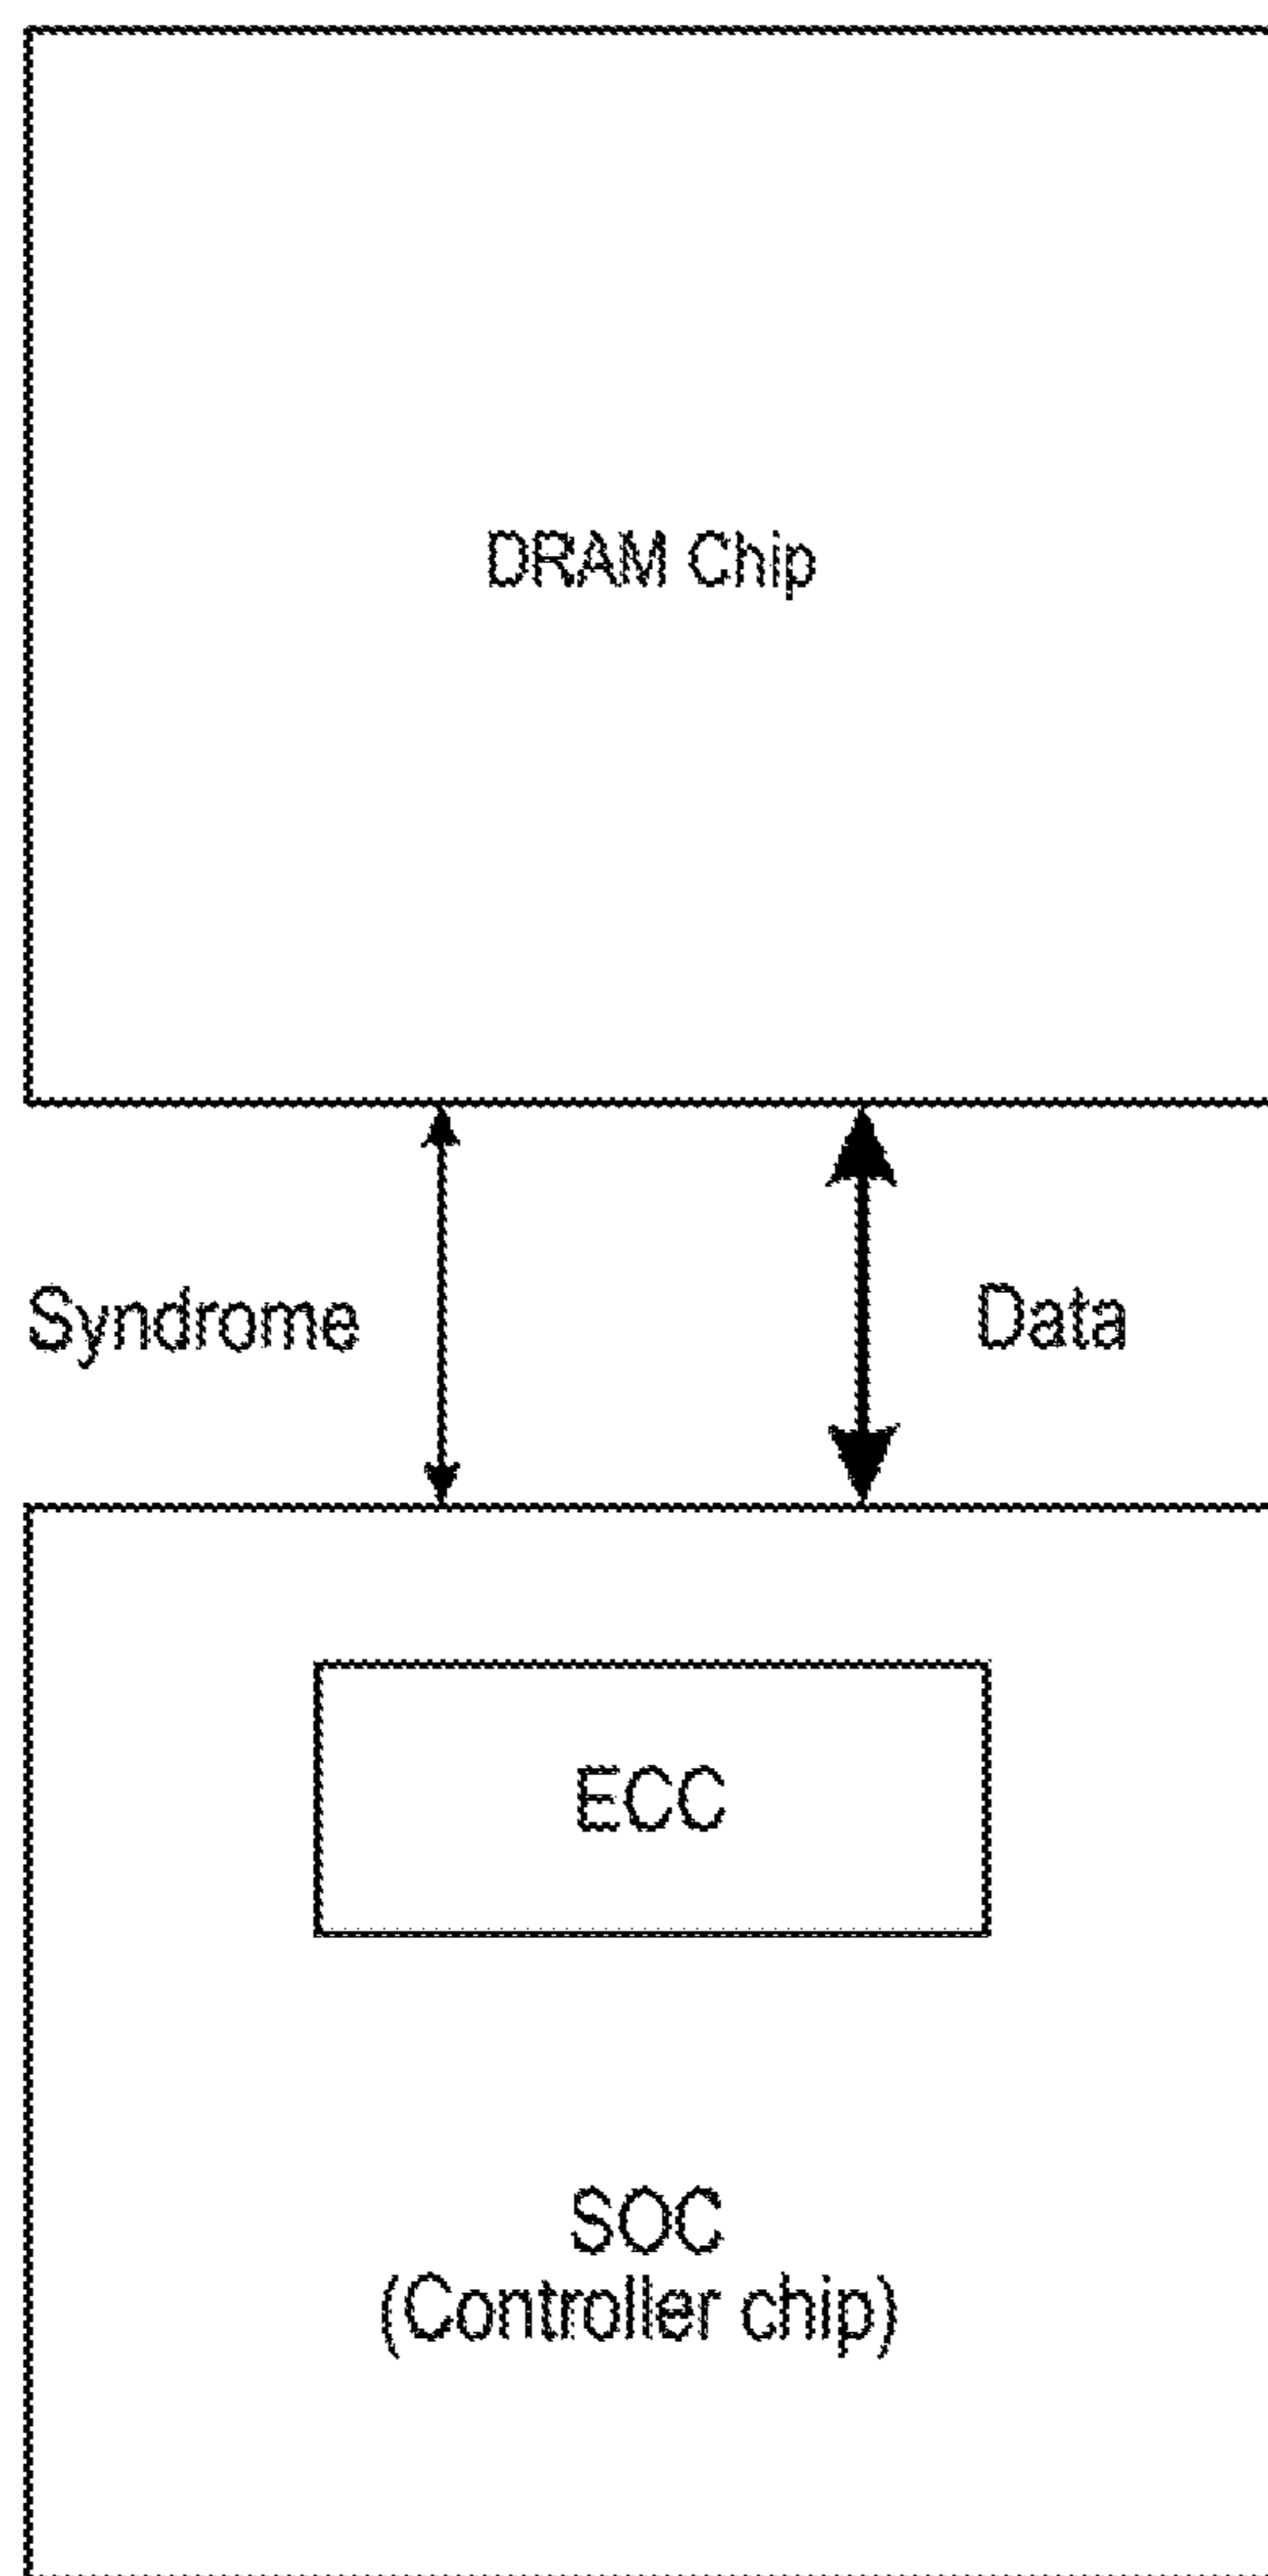 DRAM Chip
Syndrome
Data
ECC
SOC
(Controller chip)